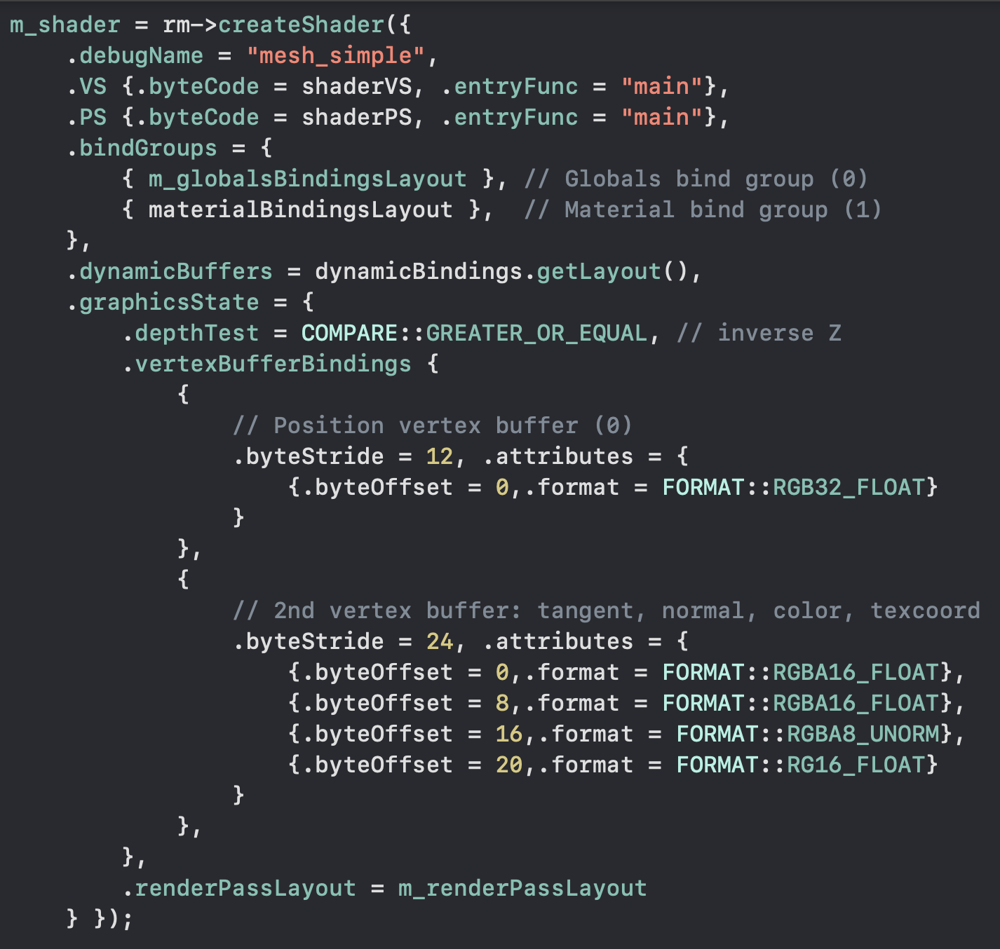 m_shader = rm->createShader({
    .debugName = "mesh_simple",
    .VS {.byteCode = shaderVS, .entryFunc = "main"},
    .PS {.byteCode = shaderPS, .entryFunc = "main"},
    .bindGroups = {
        { m_globalsBindingsLayout }, // Globals bind group (0)
        { materialBindingsLayout },  // Material bind group (1)
    },
    .dynamicBuffers = dynamicBindings.getLayout(),
    .graphicsState = {
        .depthTest = COMPARE::GREATER_OR_EQUAL, // inverse Z
        .vertexBufferBindings {
            {
                // Position vertex buffer (0)
                .byteStride = 12, .attributes = {
                    {.byteOffset = 0,.format = FORMAT::RGB32_FLOAT}
                }
            },
            {
                // 2nd vertex buffer: tangent, normal, color, texcoord
                .byteStride = 24, .attributes = {
                    {.byteOffset = 0,.format = FORMAT::RGBA16_FLOAT},
                    {.byteOffset = 8,.format = FORMAT::RGBA16_FLOAT},
                    {.byteOffset = 16,.format = FORMAT::RGBA8_UNORM},
                    {.byteOffset = 20,.format = FORMAT::RG16_FLOAT}
                }
            },
        },
        .renderPassLayout = m_renderPassLayout
    } });